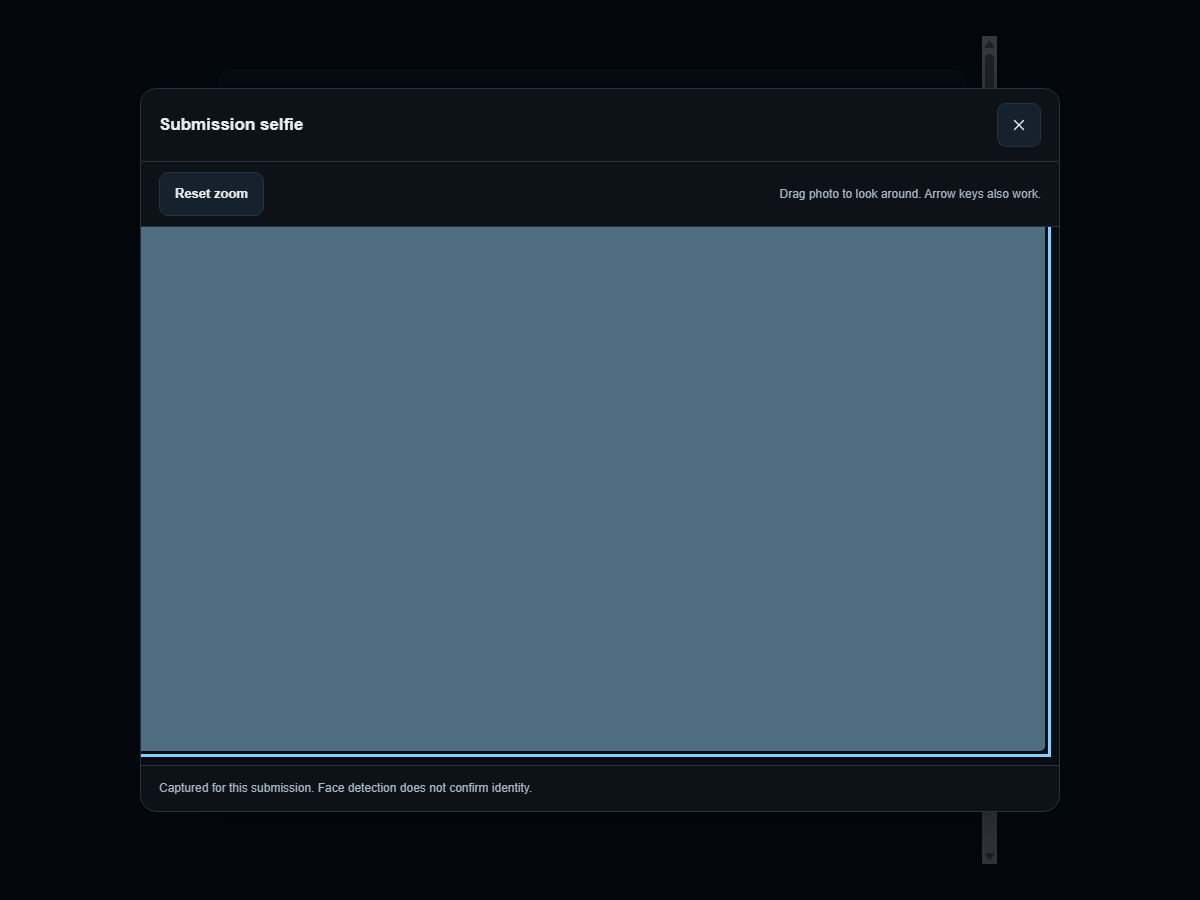 Submission selfie
Reset zoom
Drag photo to look around. Arrow keys also work.
Captured for this submission. Face detection does not confirm identity.